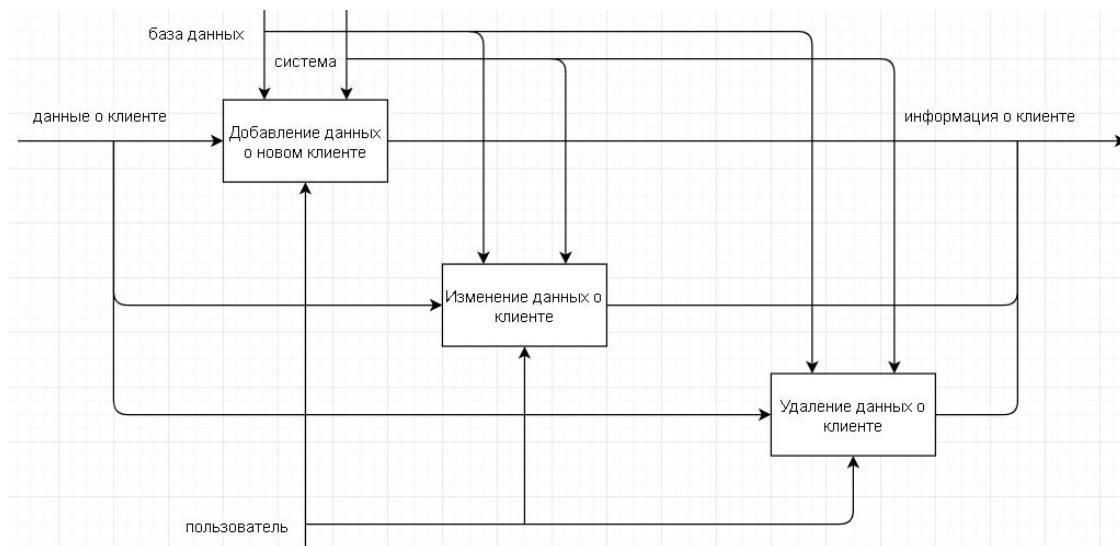 база данных
система
данные о клиенте
информация о клиенте
Добавление данных
о новом клиенте
Изменение данных о
клиенте
Удаление данных о
клиенте
пользователь